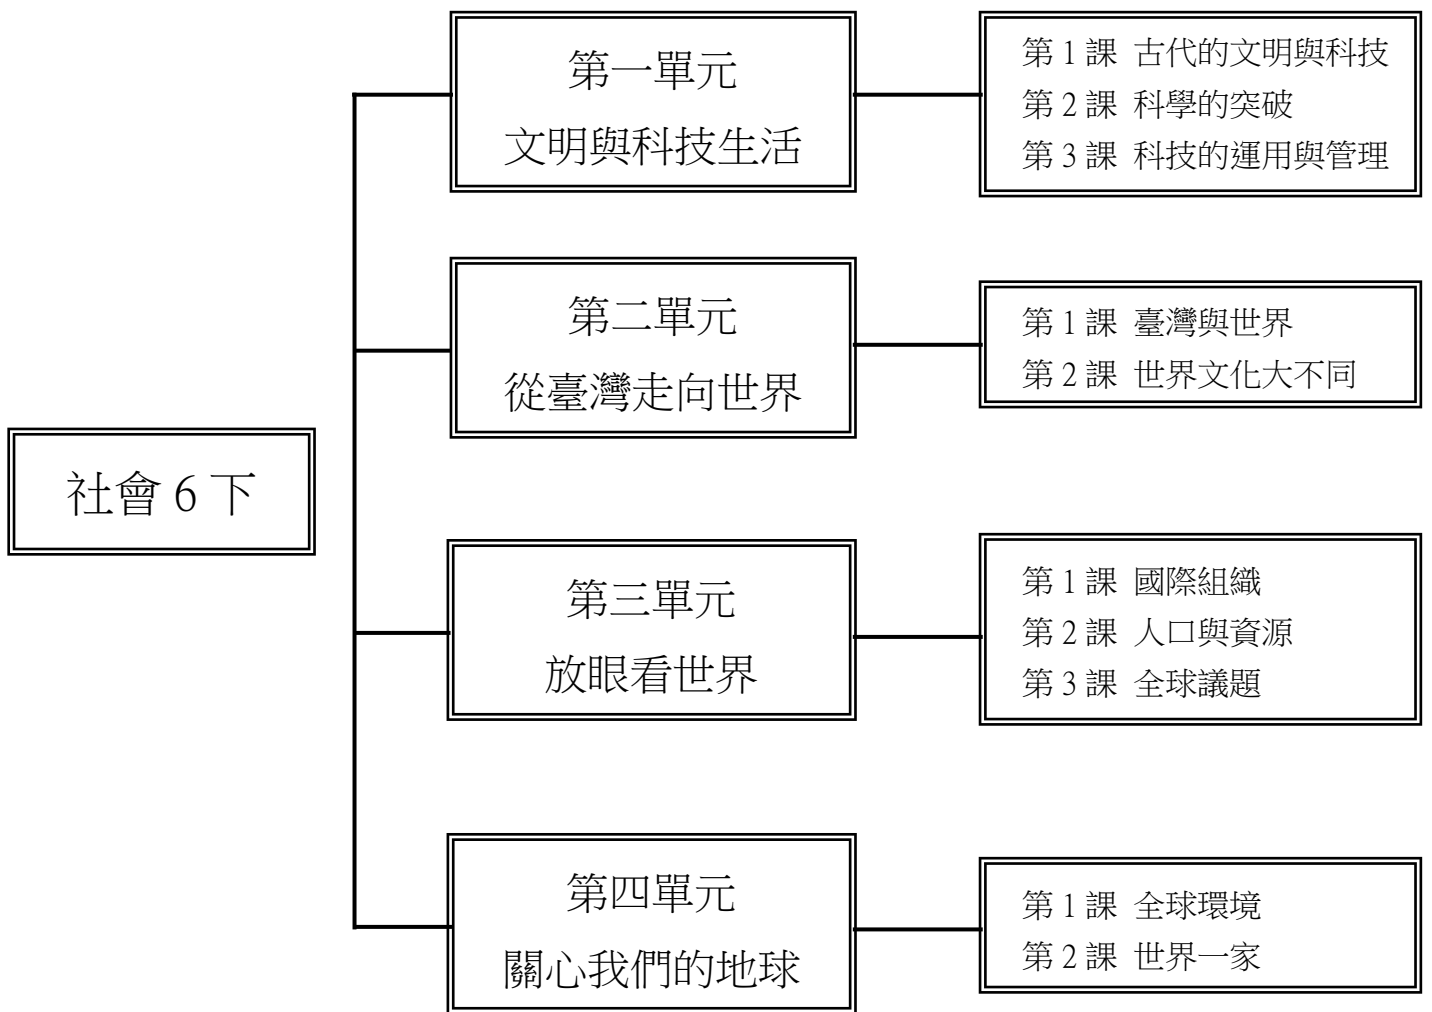 社會 6 下
第一單元
文明與科技生活
第 1 課 古代的文明與科技
第 2 課 科學的突破
第 3 課 科技的運用與管理
第二單元
從臺灣走向世界
第 1 課 臺灣與世界
第 2 課 世界文化大不同
第三單元
放眼看世界
第 1 課 國際組織
第 2 課 人口與資源
第 3 課 全球議題
第四單元
關心我們的地球
第 1 課 全球環境
第 2 課 世界一家